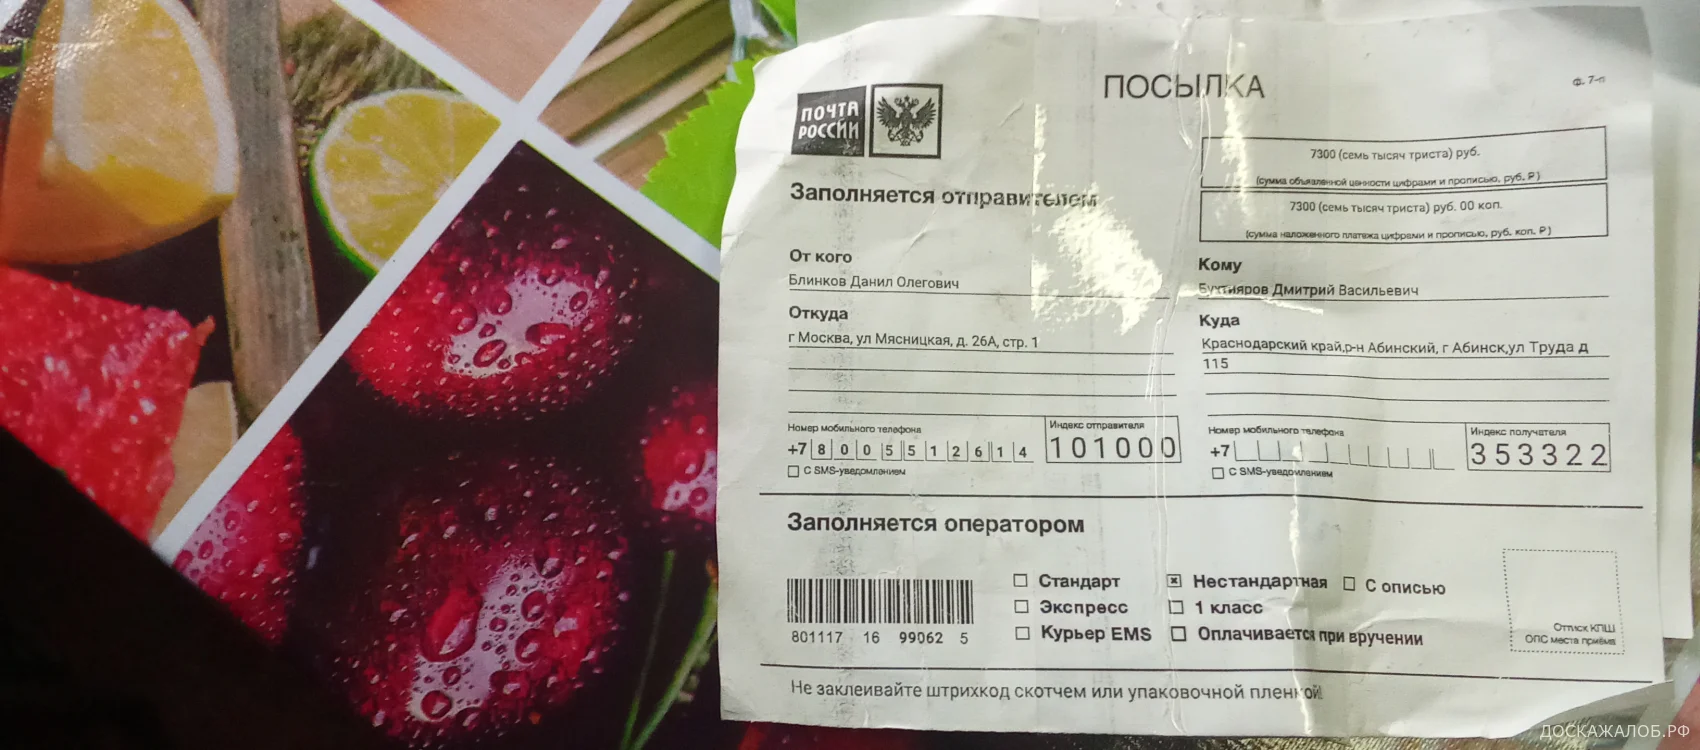 ПОСЫЛКА
ф. 7-п
ПОЧТА
РОССИИ
7300 (семь тысяч триста) руб.
(сумма объявленной ценности цифрами и прописью, руб. ₽)
7300 (семь тысяч триста) руб. 00 коп.
(сумма наложенного платежа цифрами и прописью, руб. коп. ₽)
Заполняется отправителем
От кого
Блинков Данил Олегович
Откуда
г Москва, ул Мясницкая, д. 26А, стр. 1
Номер мобильного телефона
+7 8 0 0 5 5 1 2 6 1 4
Индекс отправителя
101000
С SMS-уведомлением
Кому
Бухтияров Дмитрий Васильевич
Куда
Краснодарский край,р-н Абинский, г Абинск,ул Труда д
115
Номер мобильного телефона
+7
Индекс получателя
353322
С SMS-уведомлением
Заполняется оператором
801117 16 99062 5
Стандарт
Экспресс
Курьер EMS
Нестандартная
1 класс
Оплачивается при вручении
С описью
Оттиск КПШ
ОПС места приёма
Не заклеивайте штрихкод скотчем или упаковочной пленкой!
ДОСКАЖАЛОБ.РФ